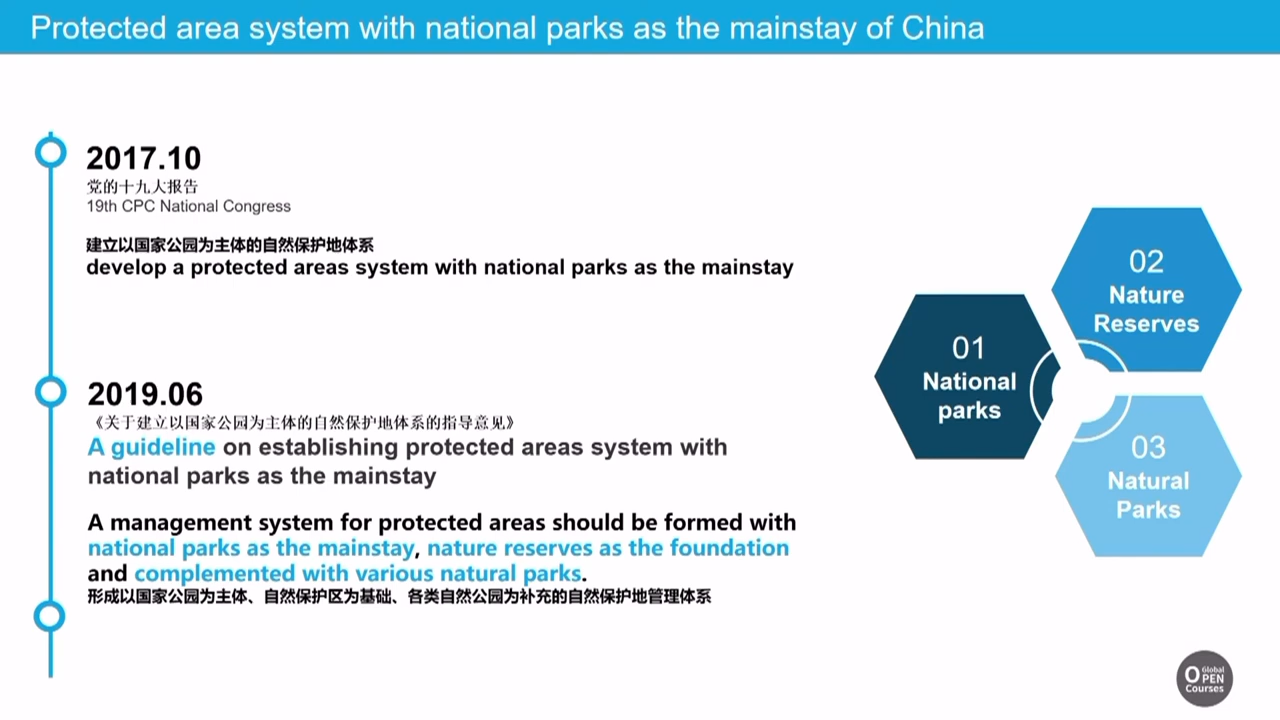 Protected area system with national parks as the mainstay of China
2017.10
党的十九大报告
19th CPC National Congress
建立以国家公园为主体的自然保护地体系
develop a protected areas system with national parks as the mainstay
2019.06
《关于建立以国家公园为主体的自然保护地体系的指导意见》
A guideline on establishing protected areas system with
national parks as the mainstay
A management system for protected areas should be formed with
national parks as the mainstay, nature reserves as the foundation
and complemented with various natural parks.
形成以国家公园为主体、自然保护区为基础、各类自然公园为补充的自然保护地管理体系
01
National
parks
02
Nature
Reserves
03
Natural
Parks
Global
OPEN
Courses